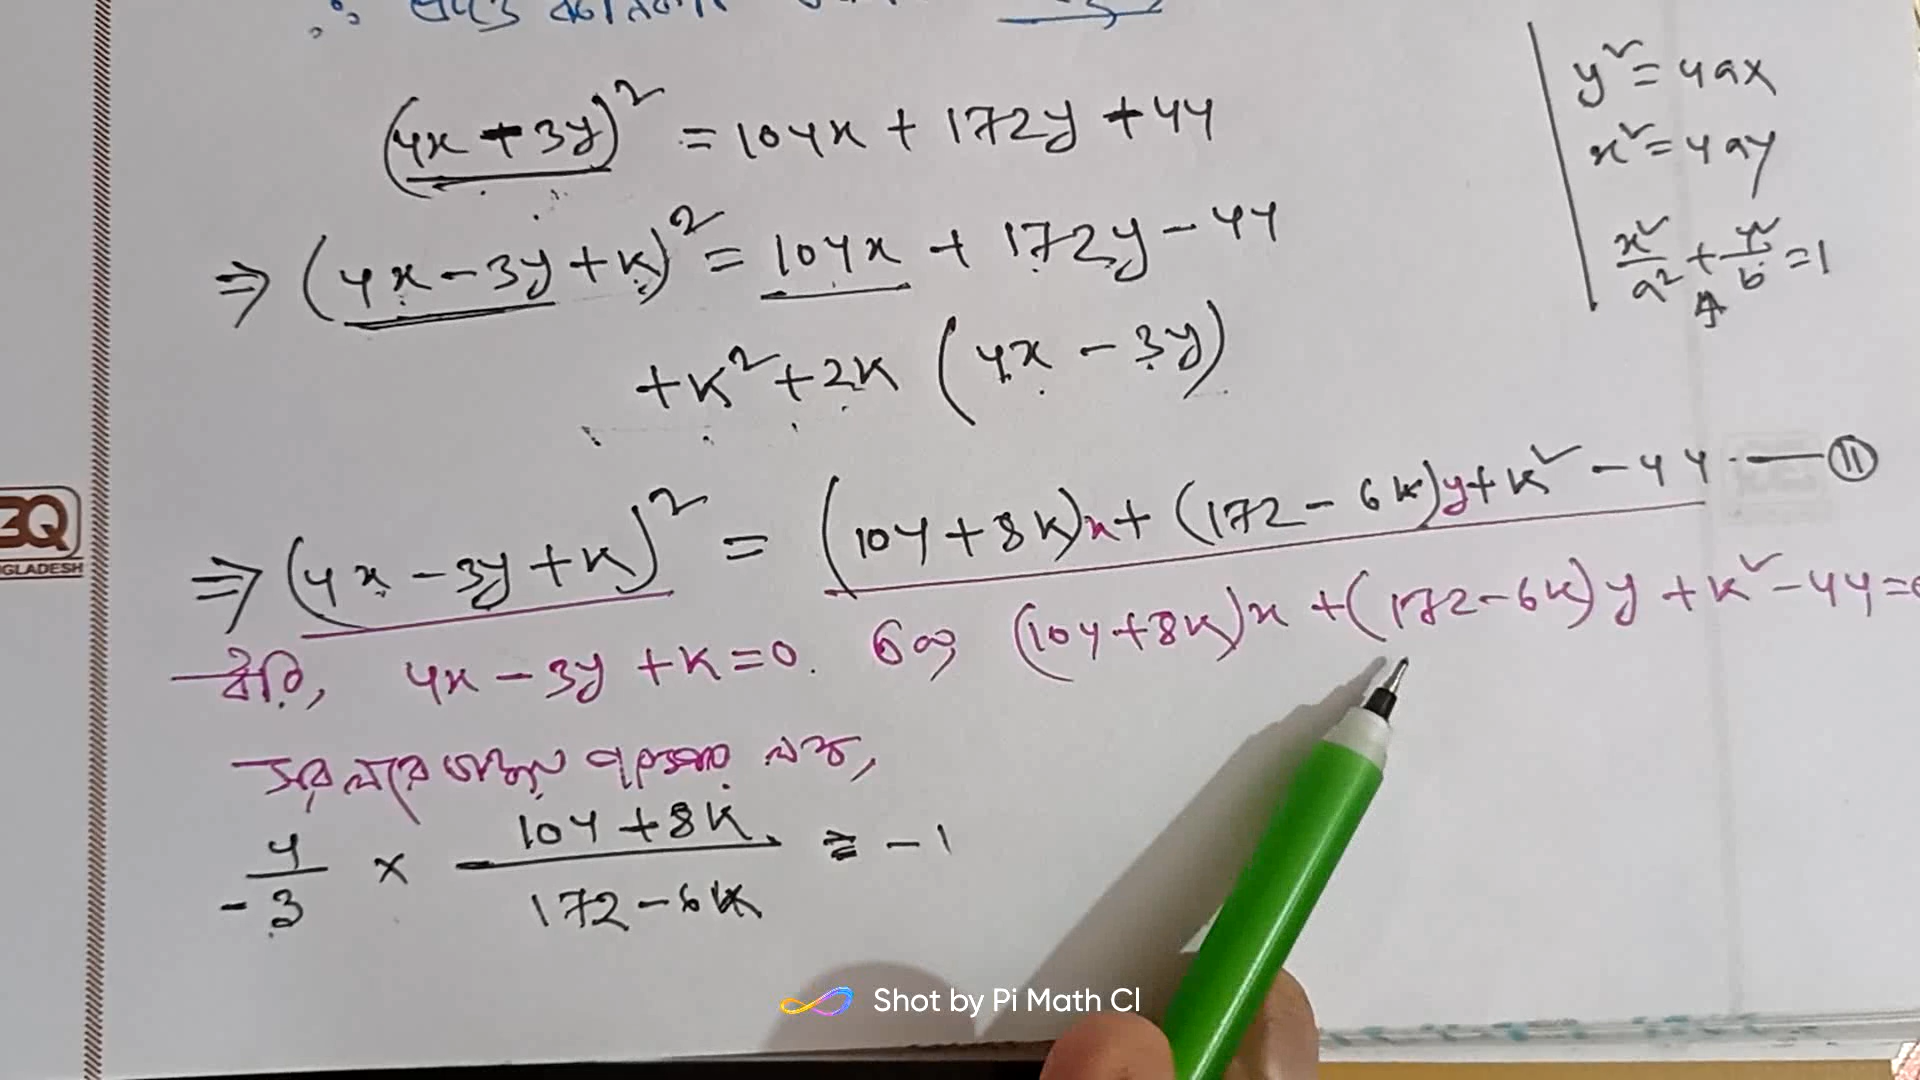 (4x + 3y)² = 104x + 172y + 44
⇒ (4x - 3y + k)² = 104x + 172y - 44
+ k² + 2k (4x - 3y)
⇒ (4x - 3y + k)² = (104 + 8k)x + (172 - 6k)y + k² - 44 — (II)
ধরি, 4x - 3y + k = 0. এবং (104 + 8k)x + (172 - 6k)y + k² - 44 = 0
4/-3 × -(104 + 8k)/(172 - 6k) = -1
y² = 4ax
x² = 4ay
x²/a² + y²/b = 1
3Q
GLADESH
Shot by Pi Math Cl